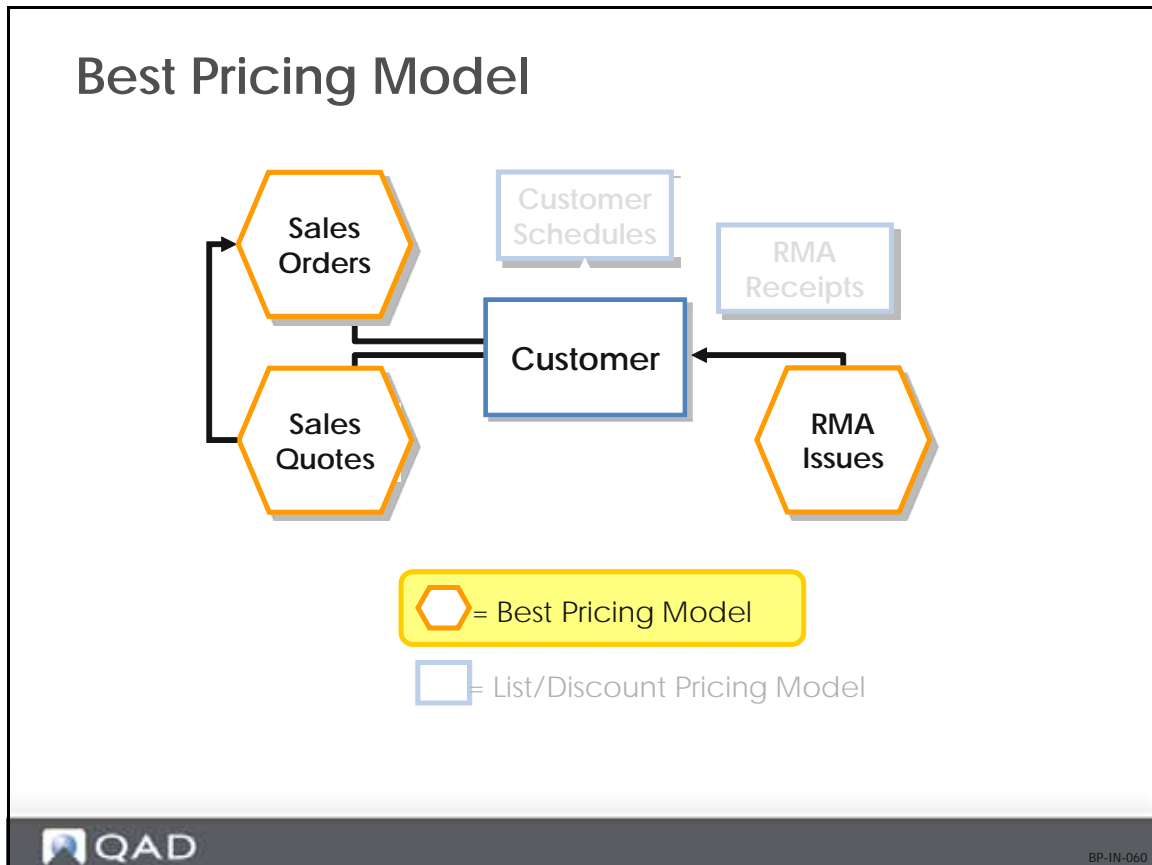 Best Pricing Model
Sales
Orders
Customer
Schedules
RMA
Receipts
Customer
Sales
Quotes
RMA
Issues
= Best Pricing Model
= List/Discount Pricing Model
QAD
BP-IN-060